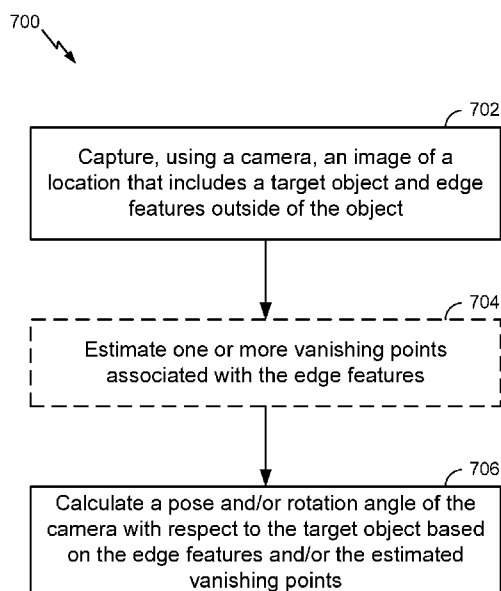 700
702
Capture, using a camera, an image of a
location that includes a target object and edge
features outside of the object
704
Estimate one or more vanishing points
associated with the edge features
706
Calculate a pose and/or rotation angle of the
camera with respect to the target object based
on the edge features and/or the estimated
vanishing points